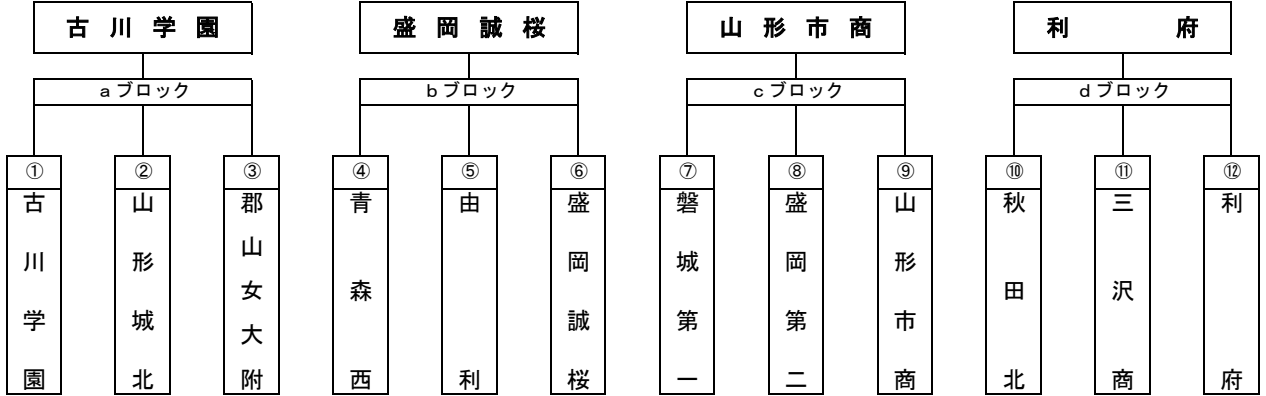 古川学園
盛岡誠桜
山形市商
利府
aブロック
bブロック
cブロック
dブロック
①
②
③
④
⑤
⑥
⑦
⑧
⑨
⑩
⑪
⑫
古川学園
山形城北
郡山女大附
青森西
由利
盛岡誠桜
磐城第一
盛岡第二
山形市商
秋田北
三沢商
利府